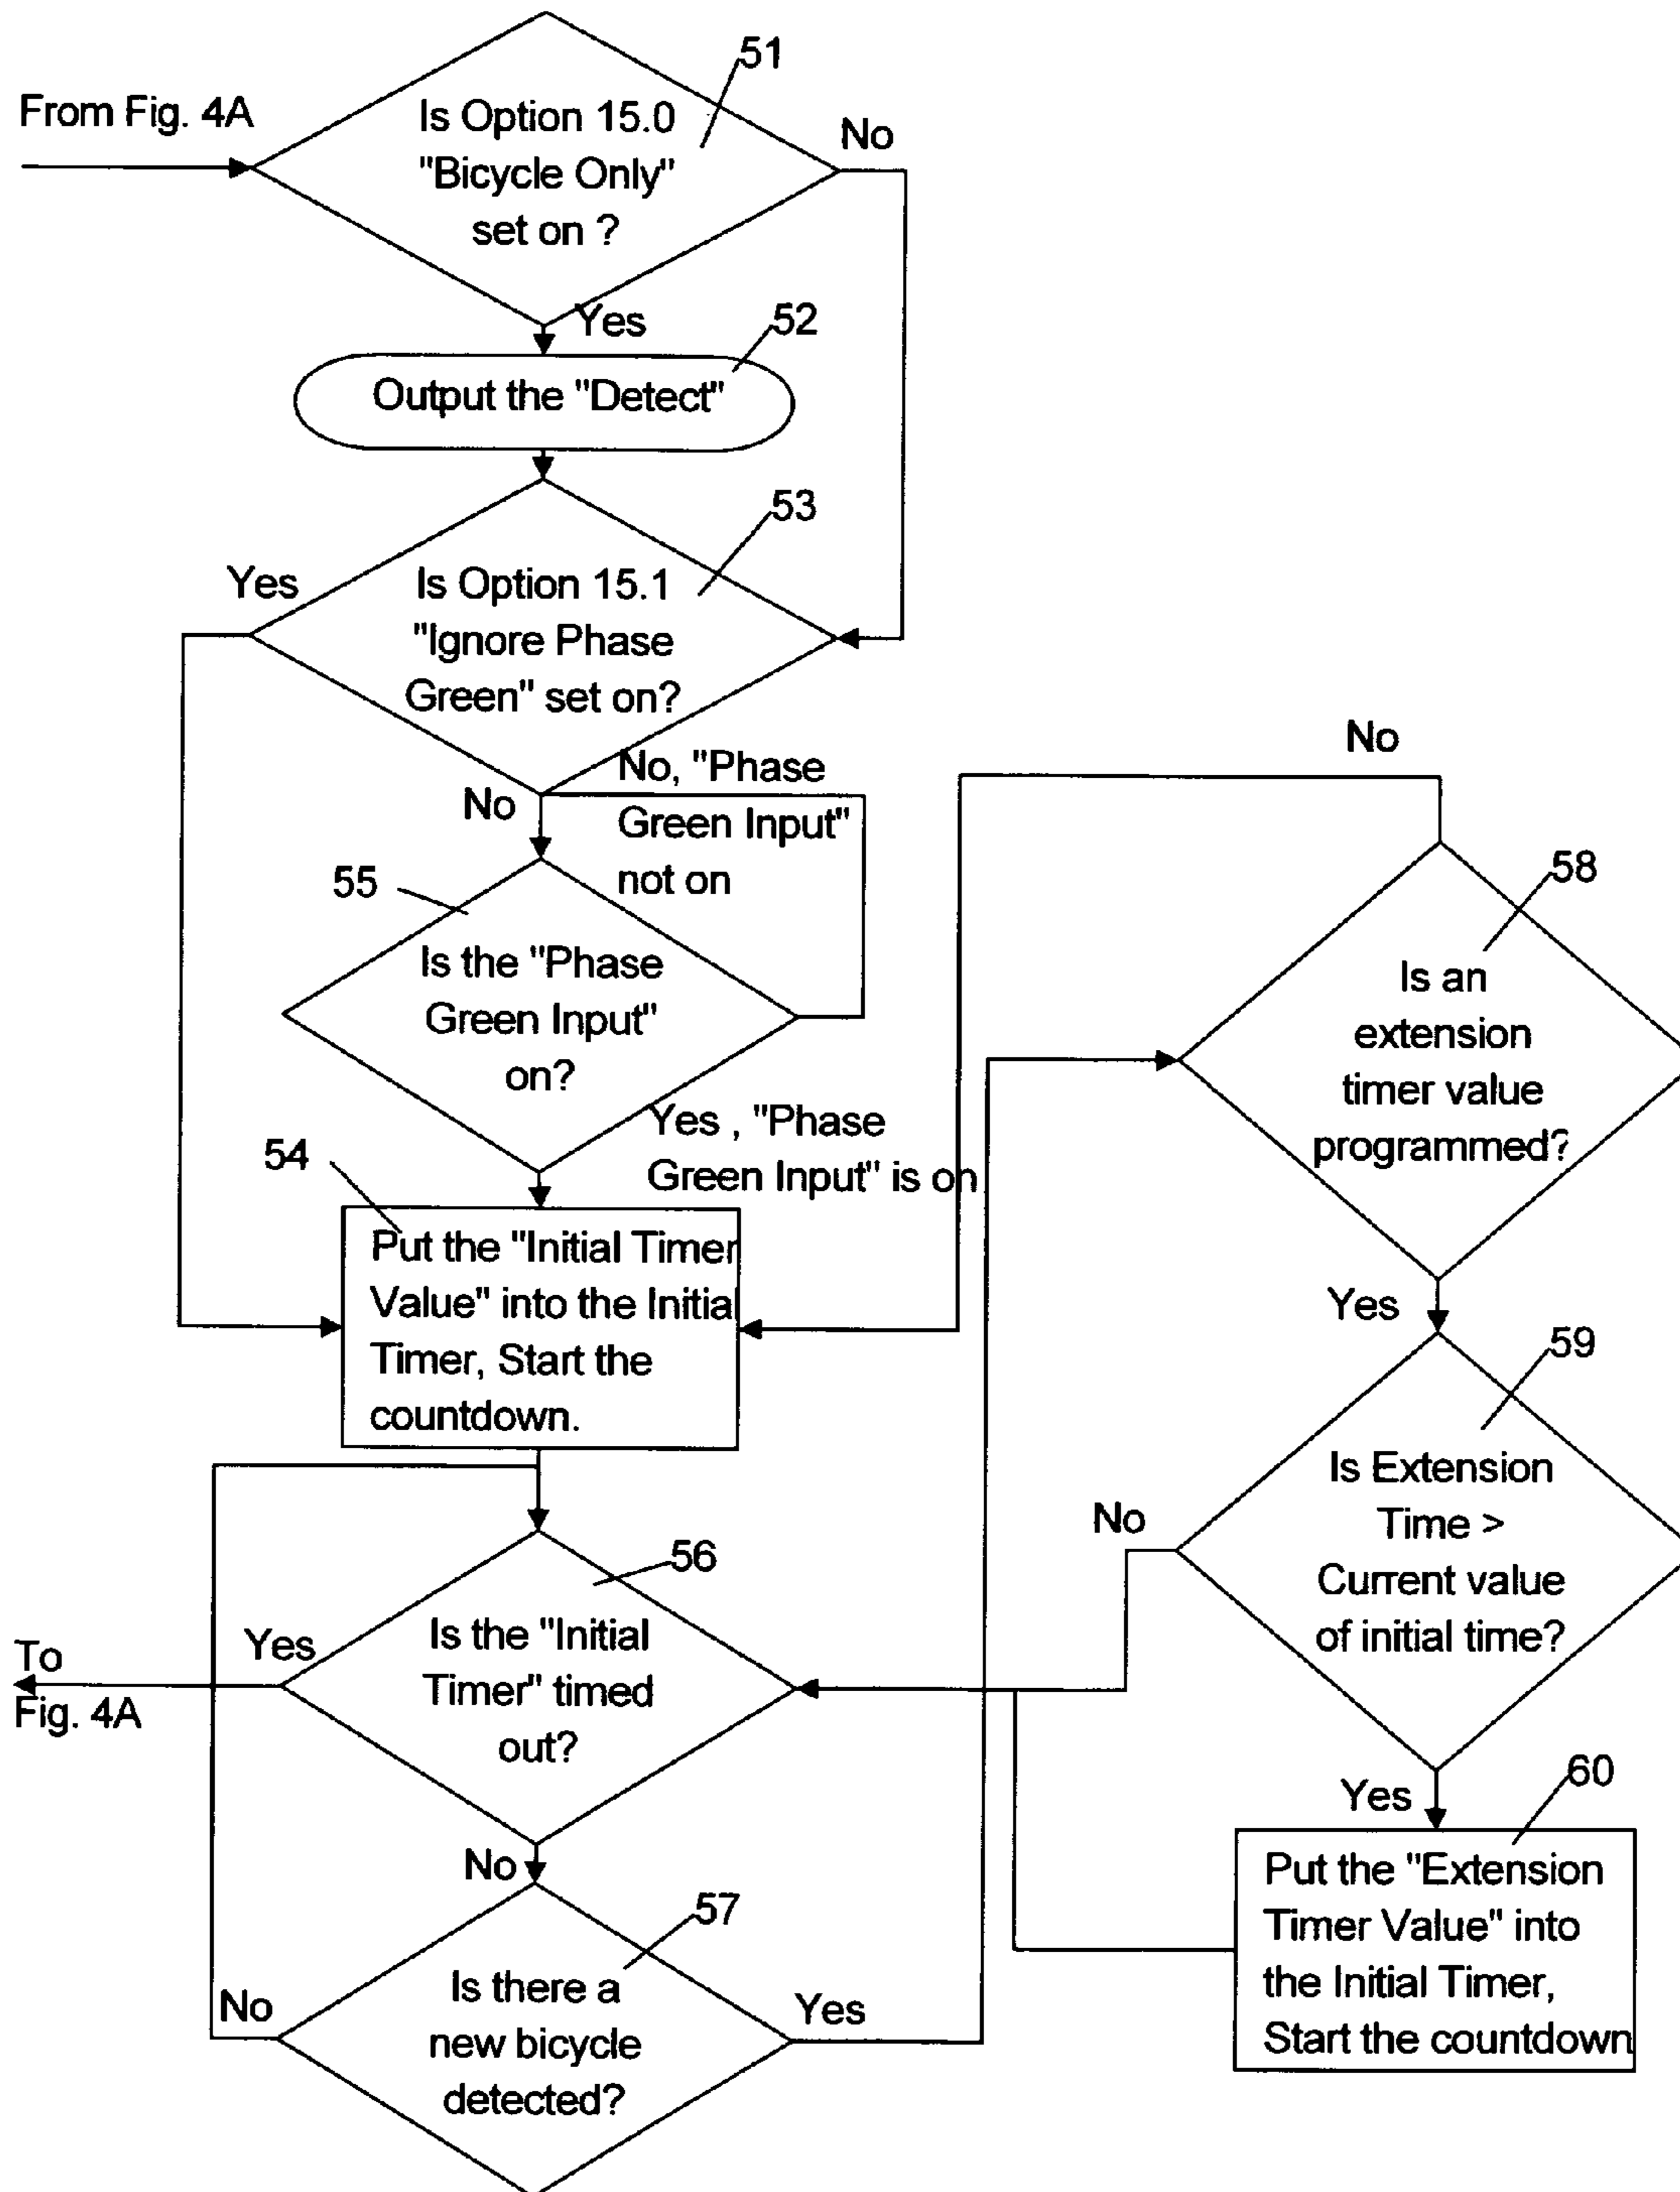 From Fig. 4A
51
Is Option 15.0
"Bicycle Only"
set on ?
No
Yes
52
Output the "Detect"
53
Yes
Is Option 15.1
"Ignore Phase
Green" set on?
No
No, "Phase
Green Input"
not on
55
Is the "Phase
Green Input"
on?
Yes , "Phase
Green Input" is on
54
Put the "Initial Timer
Value" into the Initial
Timer, Start the
countdown.
56
Is the "Initial
Timer" timed
out?
Yes
To
Fig. 4A
No
57
Is there a
new bicycle
detected?
No
Yes
No
58
Is an
extension
timer value
programmed?
Yes
59
Is Extension
Time >
Current value
of initial time?
No
Yes
60
Put the "Extension
Timer Value" into
the Initial Timer,
Start the countdown